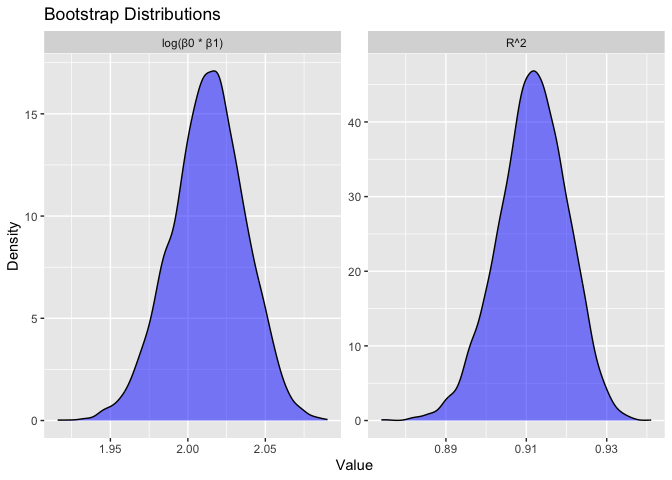 Bootstrap Distributions
log(β0 * β1)
R^2
Density
15
10
5
0
40
30
20
10
0
1.95 2.00 2.05
0.89 0.91 0.93
Value